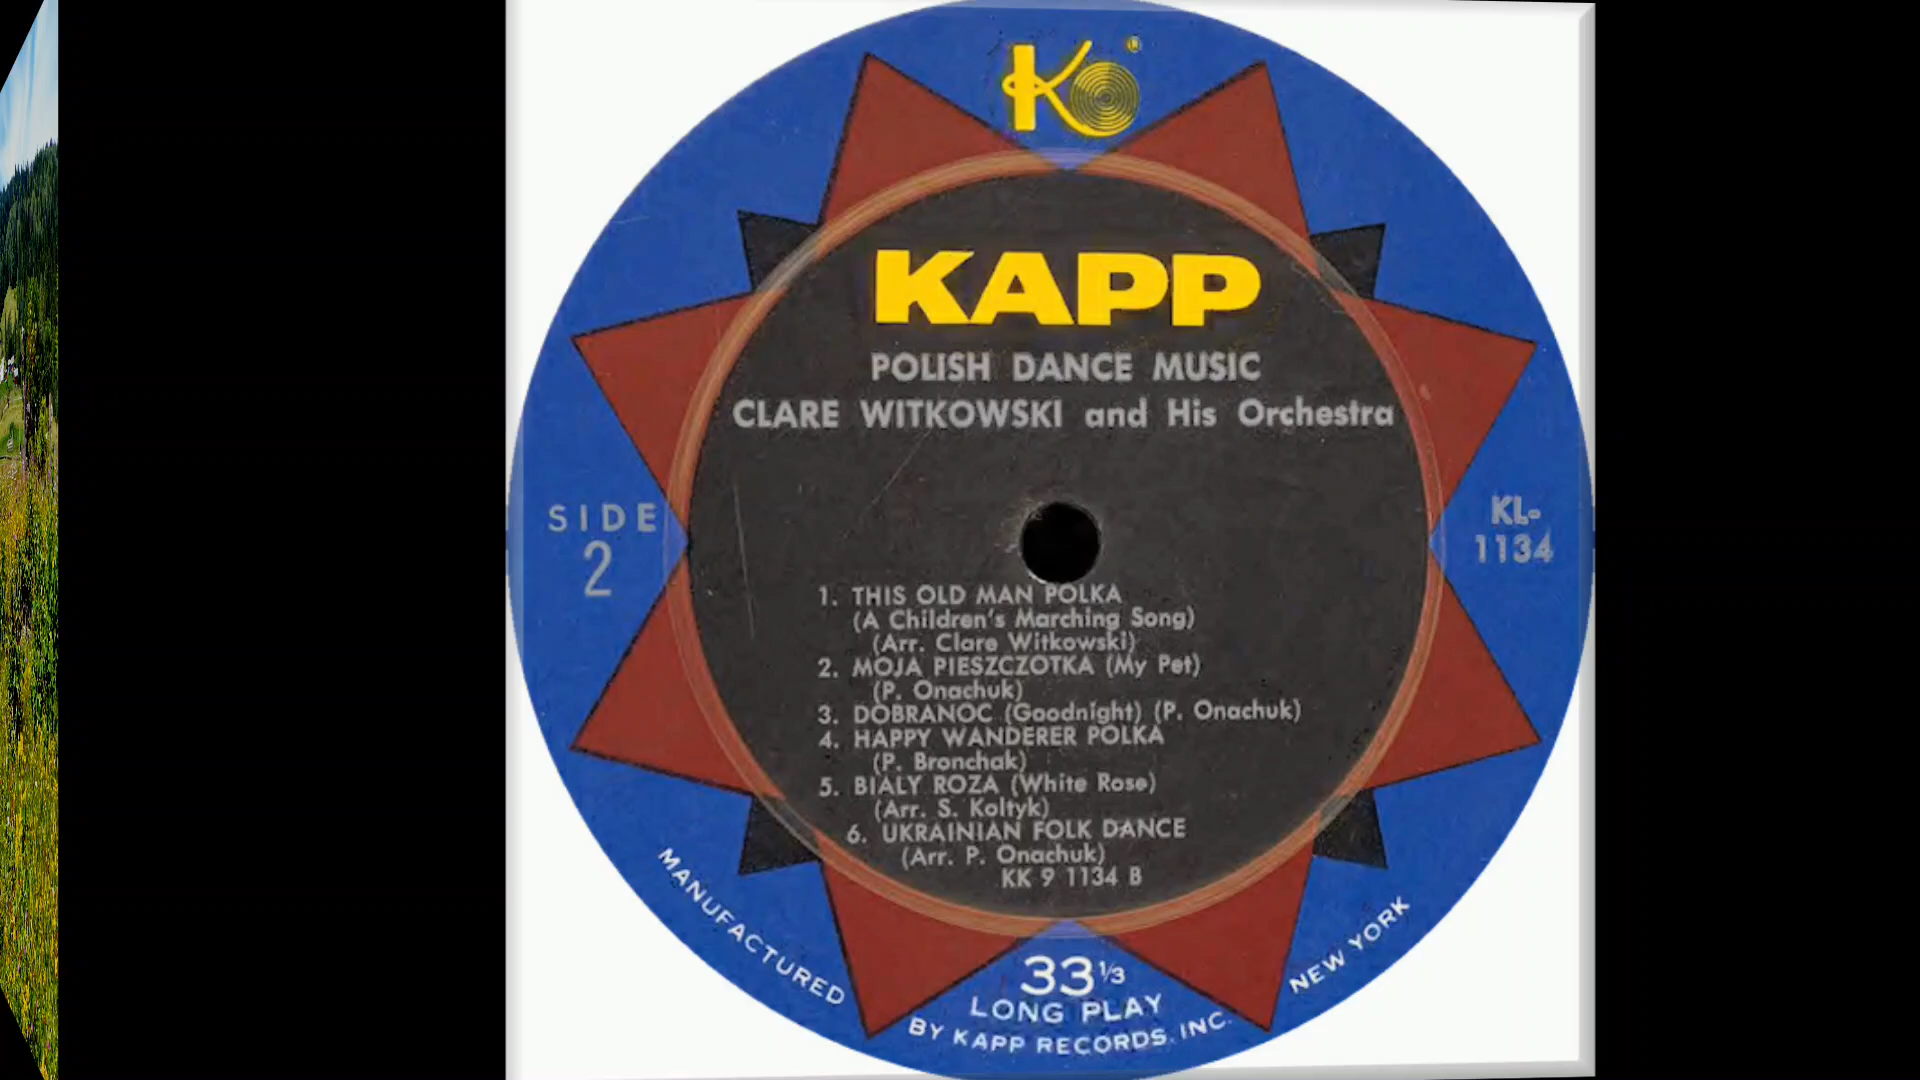 K
®
KAPP
POLISH DANCE MUSIC
CLARE WITKOWSKI and His Orchestra
SIDE
2
KL-
1134
1. THIS OLD MAN POLKA
(A Children's Marching Song)
(Arr. Clare Witkowski)
2. MOJA PIESZCZOTKA (My Pet)
(P. Onachuk)
3. DOBRANOC (Goodnight) (P. Onachuk)
4. HAPPY WANDERER POLKA
(P. Bronchak)
5. BIALY ROZA (White Rose)
(Arr. S. Koltyk)
6. UKRAINIAN FOLK DANCE
(Arr. P. Onachuk)
KK 9 1134 B
33 1/3
LONG PLAY
MANUFACTURED BY KAPP RECORDS, INC. NEW YORK